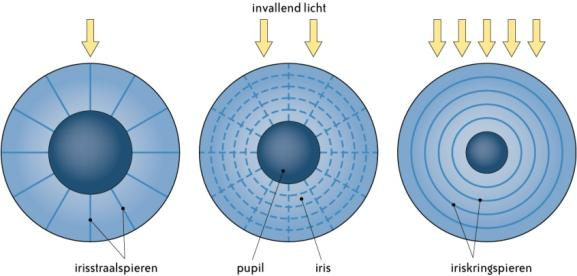 invallend licht
irisstraalspieren
pupil
iris
iriskringspieren